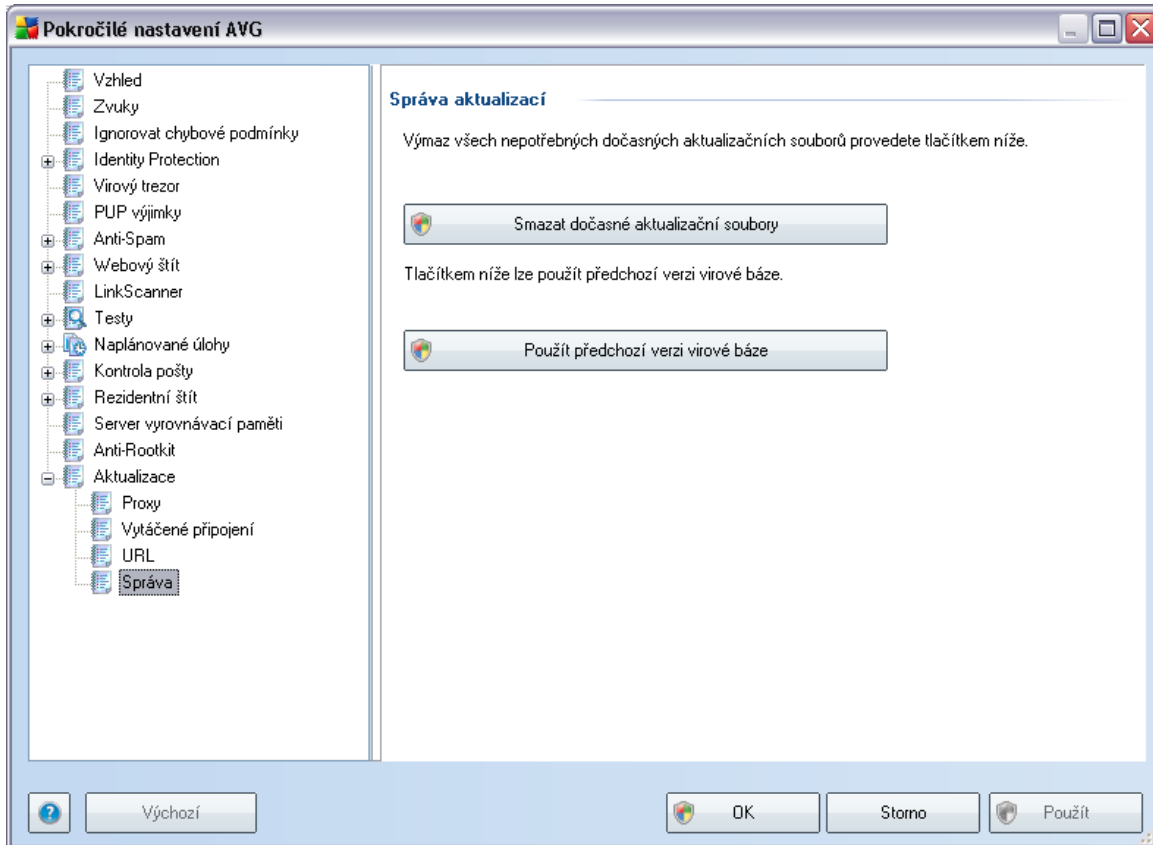 Pokročilé nastavení AVG
Vzhled
Zvuky
Ignorovat chybové podmínky
Identity Protection
Virový trezor
PUP výjimky
Anti-Spam
Webový štít
LinkScanner
Testy
Naplánované úlohy
Kontrola pošty
Rezidentní štít
Server vyrovnávací paměti
Anti-Rootkit
Aktualizace
Proxy
Vytáčené připojení
URL
Správa
Správa aktualizací
Výmaz všech nepotřebných dočasných aktualizačních souborů provedete tlačítkem níže.
Smazat dočasné aktualizační soubory
Tlačítkem níže lze použít předchozí verzi virové báze.
Použít předchozí verzi virové báze
Výchozí
OK
Storno
Použít